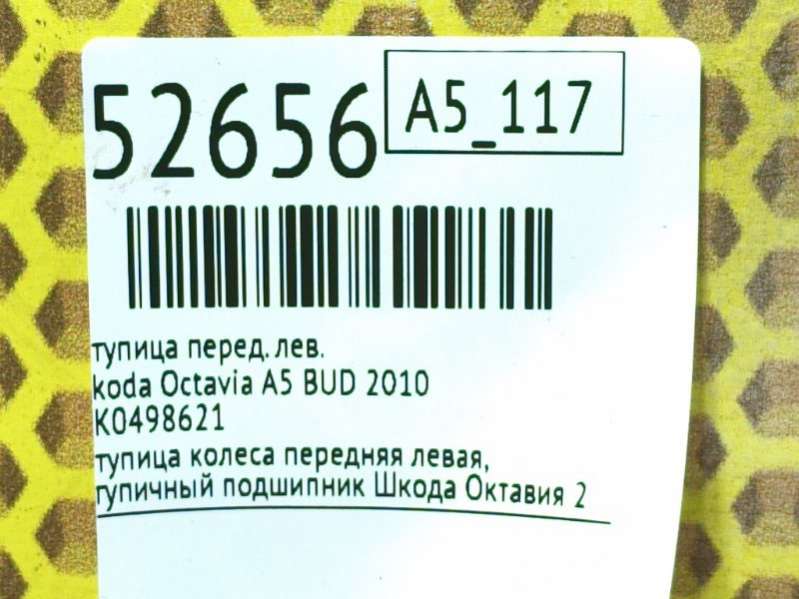 52656
A5_117
тупица перед. лев.
koda Octavia A5 BUD 2010
K0498621
тупица колеса передняя левая,
тупичный подшипник Шкода Октавия 2